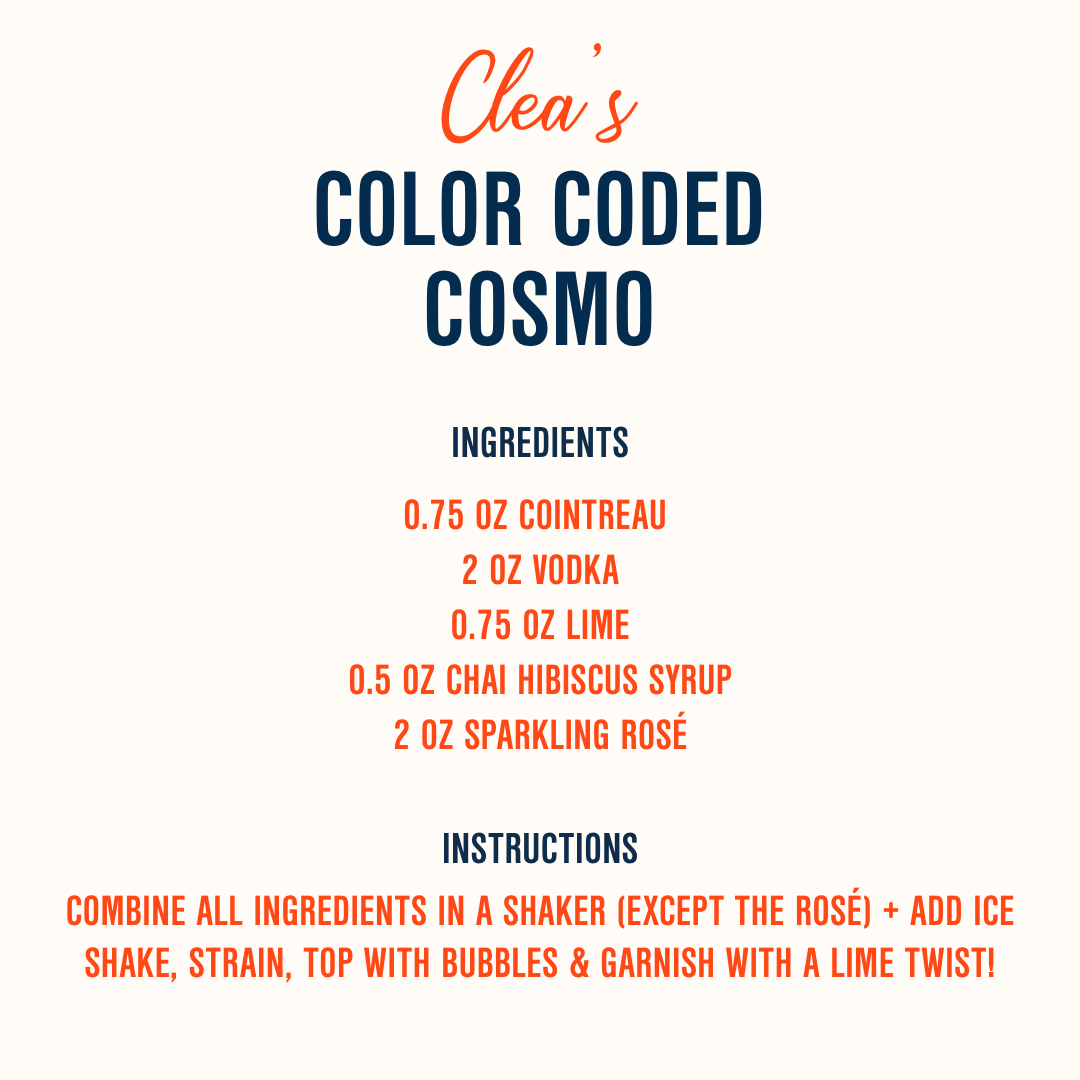 Clea's
COLOR CODED
COSMO
INGREDIENTS
0.75 OZ COINTREAU
2 OZ VODKA
0.75 OZ LIME
0.5 OZ CHAI HIBISCUS SYRUP
2 OZ SPARKLING ROSÉ
INSTRUCTIONS
COMBINE ALL INGREDIENTS IN A SHAKER (EXCEPT THE ROSÉ) + ADD ICE
SHAKE, STRAIN, TOP WITH BUBBLES & GARNISH WITH A LIME TWIST!